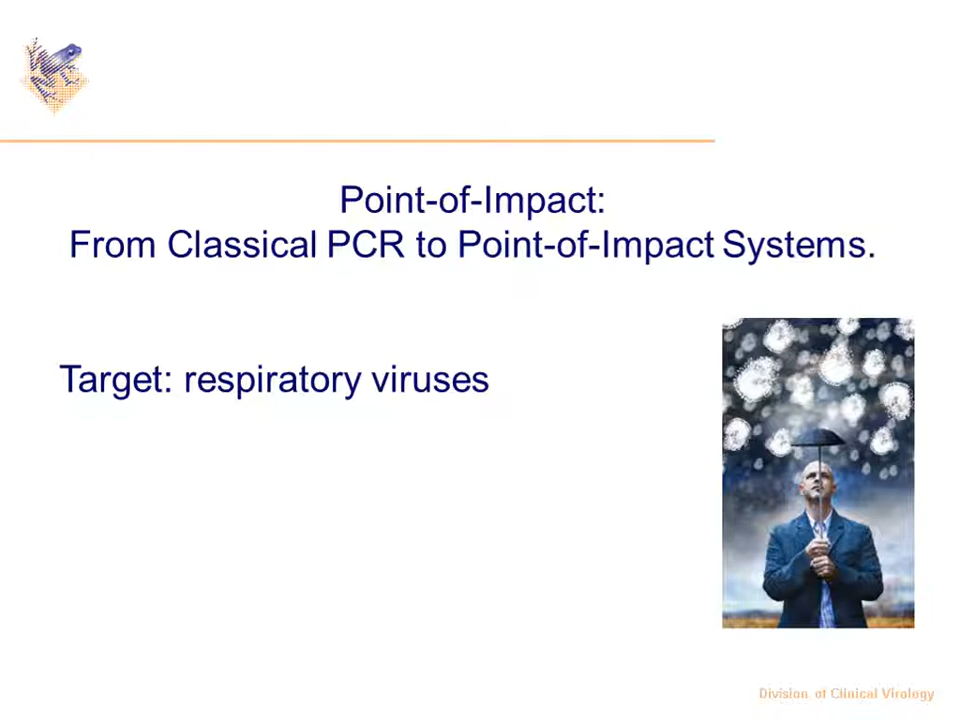 Point-of-Impact:
From Classical PCR to Point-of-Impact Systems.
Target: respiratory viruses
Division of Clinical Virology